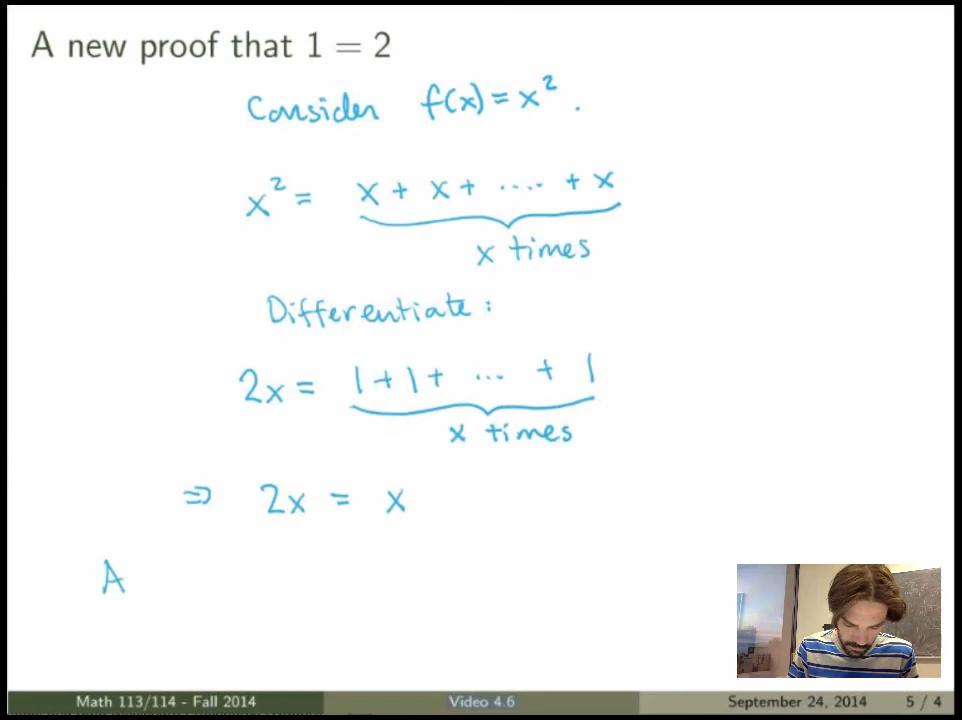 A new proof that 1 = 2
Consider f(x) = x² .
x² = x + x + .... + x
x times
Differentiate :
2x = 1 + 1 + ... + 1
x times
⇒ 2x = x
A
Math 113/114 - Fall 2014 Video 4.6 September 24, 2014 5 / 4